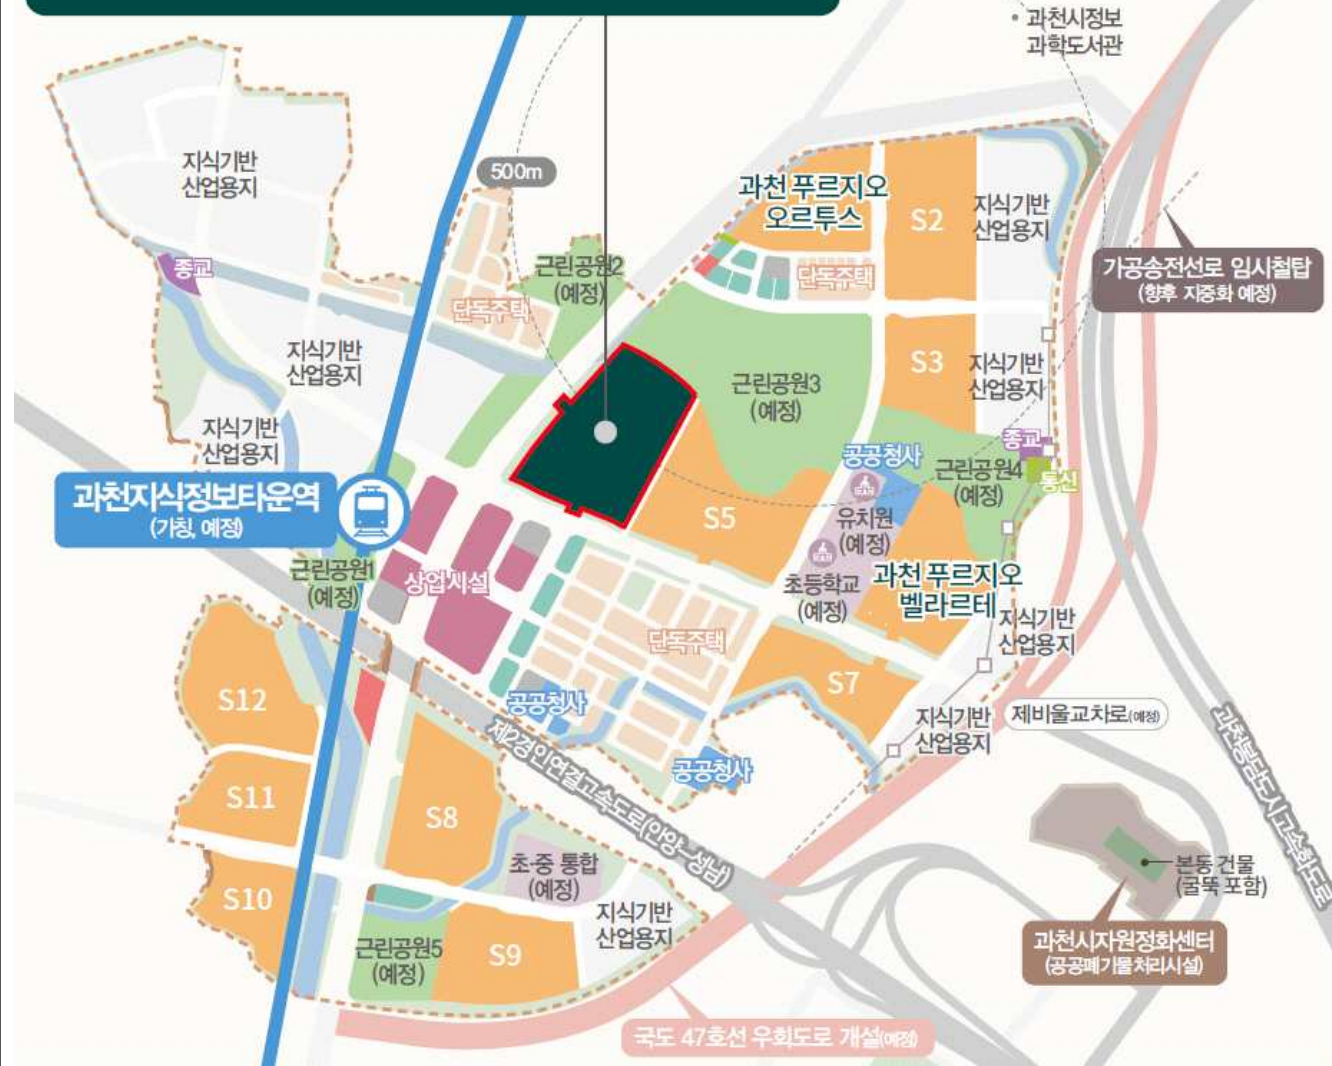 과천시정보
과학도서관
지식기반
산업용지
500m
과천 푸르지오
오르투스
S2
지식기반
산업용지
종교
근린공원2
(예정)
단독주택
단독주택
가공송전선로 임시철탑
(향후 지중화 예정)
지식기반
산업용지
S3
지식기반
산업용지
근린공원3
(예정)
지식기반
산업용지
종교
공공청사
근린공원4
(예정)
통신
과천지식정보타운역
(가칭, 예정)
S5
유치원
(예정)
근린공원1
(예정)
상업시설
초등학교
(예정)
과천 푸르지오
벨라르테
지식기반
산업용지
단독주택
S7
S12
공공청사
지식기반
산업용지
제비울교차로(예정)
제2경인연결고속도로(안양~성남)
과천봉담도시고속화도로
공공청사
S11
S8
초·중 통합
(예정)
본동 건물
(굴뚝 포함)
S10
지식기반
산업용지
근린공원5
(예정)
S9
과천시자원정화센터
(공공폐기물처리시설)
국도 47호선 우회도로 개설(예정)